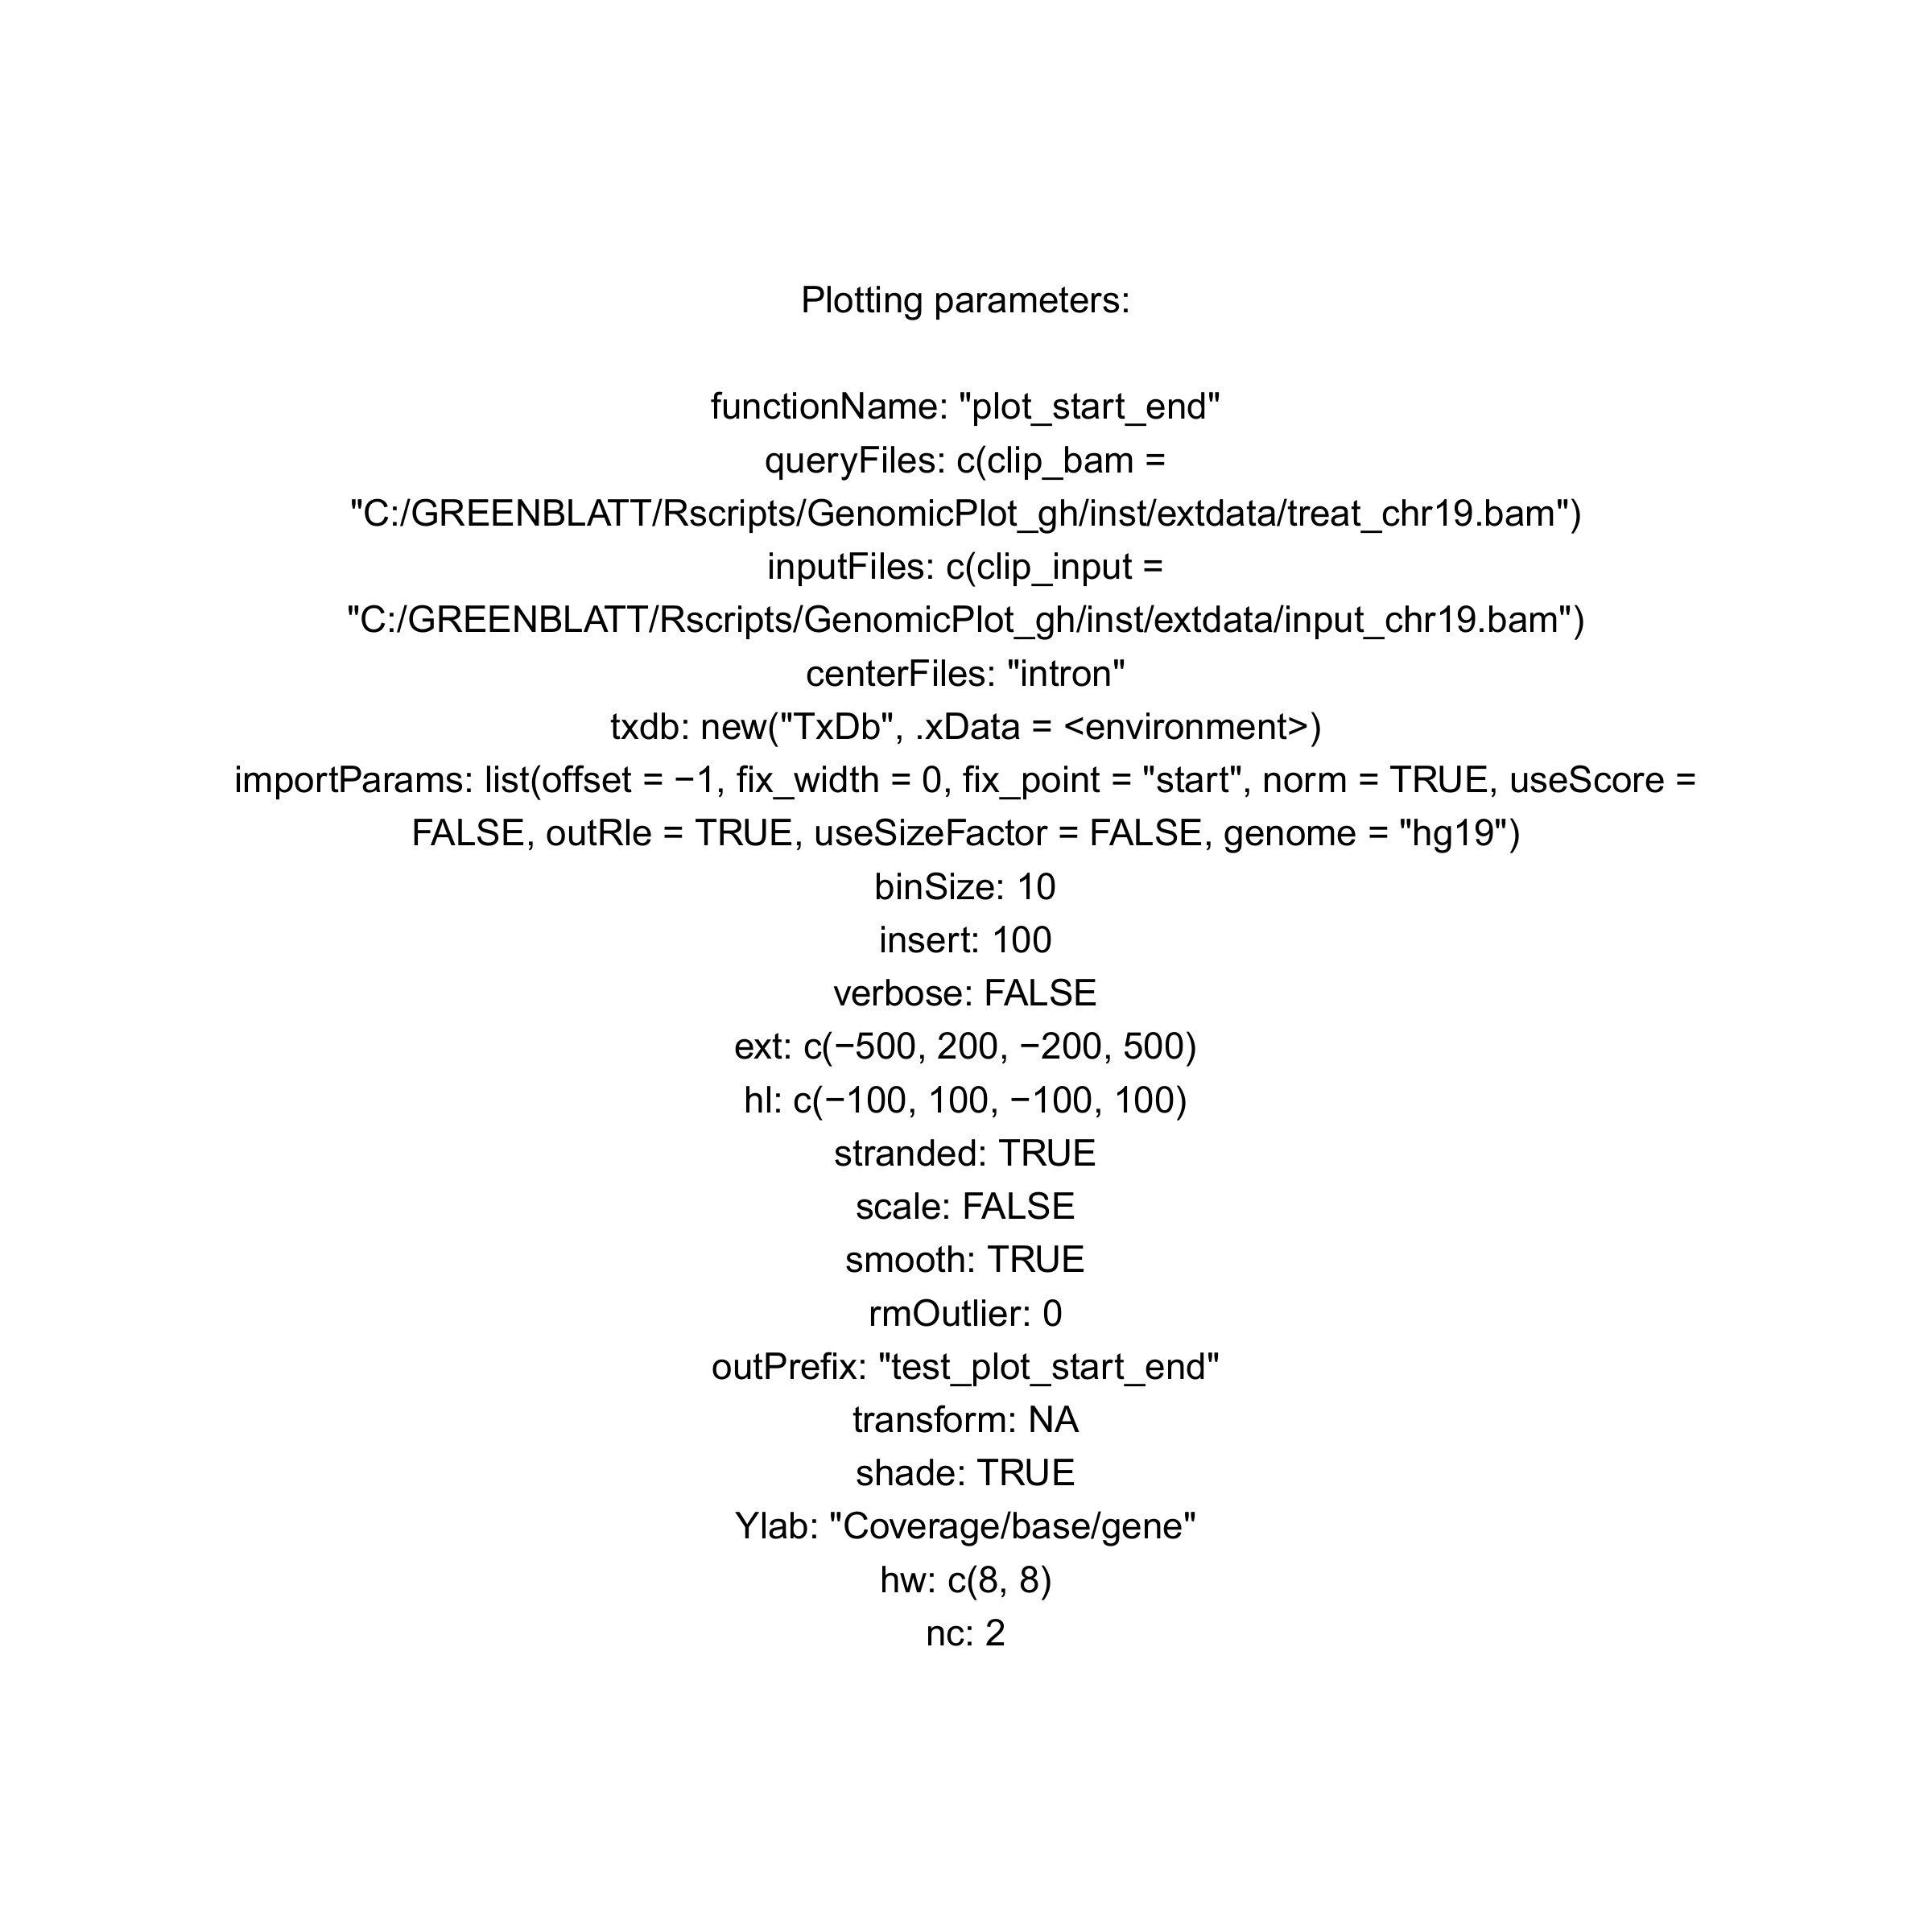 Plotting parameters:
functionName: "plot_start_end"
queryFiles: c(clip_bam =
"C:/GREENBLATT/Rscripts/GenomicPlot_gh/inst/extdata/treat_chr19.bam")
inputFiles: c(clip_input =
"C:/GREENBLATT/Rscripts/GenomicPlot_gh/inst/extdata/input_chr19.bam")
centerFiles: "intron"
txdb: new("TxDb", .xData = <environment>)
importParams: list(offset = −1, fix_width = 0, fix_point = "start", norm = TRUE, useScore =
FALSE, outRle = TRUE, useSizeFactor = FALSE, genome = "hg19")
binSize: 10
insert: 100
verbose: FALSE
ext: c(−500, 200, −200, 500)
hl: c(−100, 100, −100, 100)
stranded: TRUE
scale: FALSE
smooth: TRUE
rmOutlier: 0
outPrefix: "test_plot_start_end"
transform: NA
shade: TRUE
Ylab: "Coverage/base/gene"
hw: c(8, 8)
nc: 2